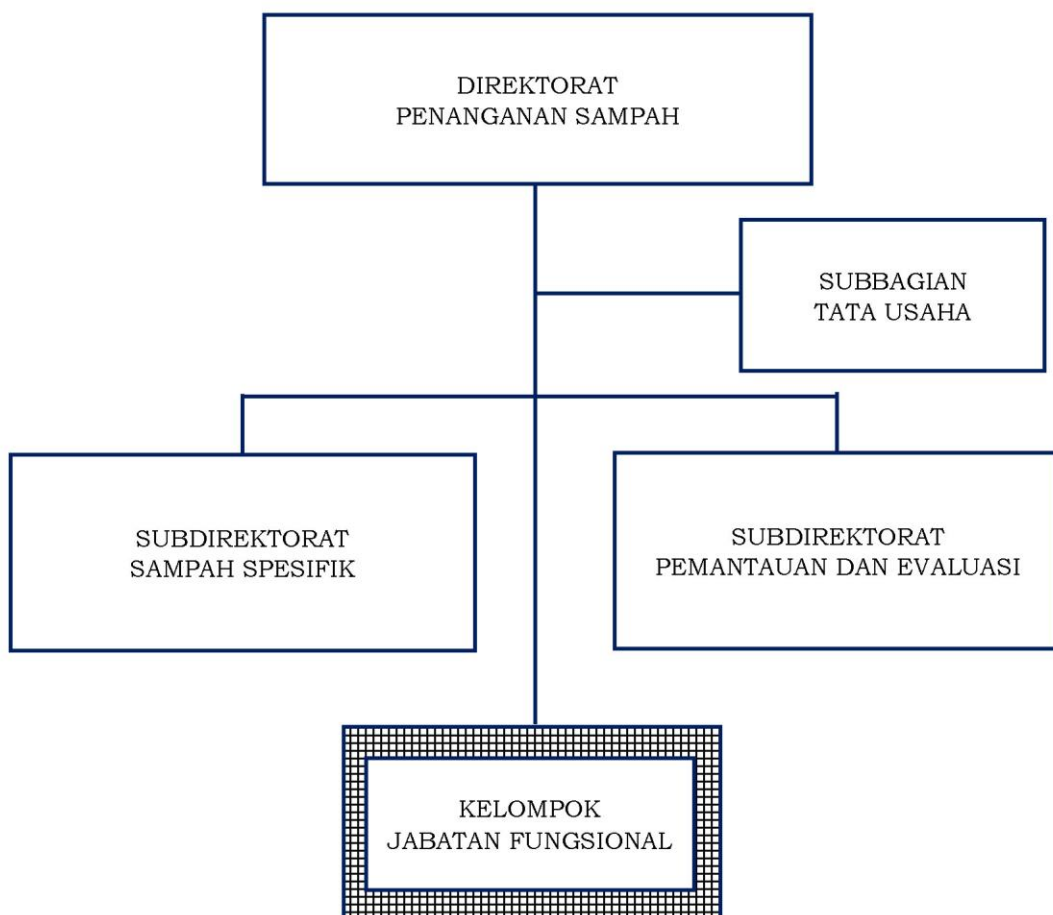 DIREKTORAT
PENANGANAN SAMPAH
SUBBAGIAN
TATA USAHA
SUBDIREKTORAT
SAMPAH SPESIFIK
SUBDIREKTORAT
PEMANTAUAN DAN EVALUASI
KELOMPOK
JABATAN FUNGSIONAL